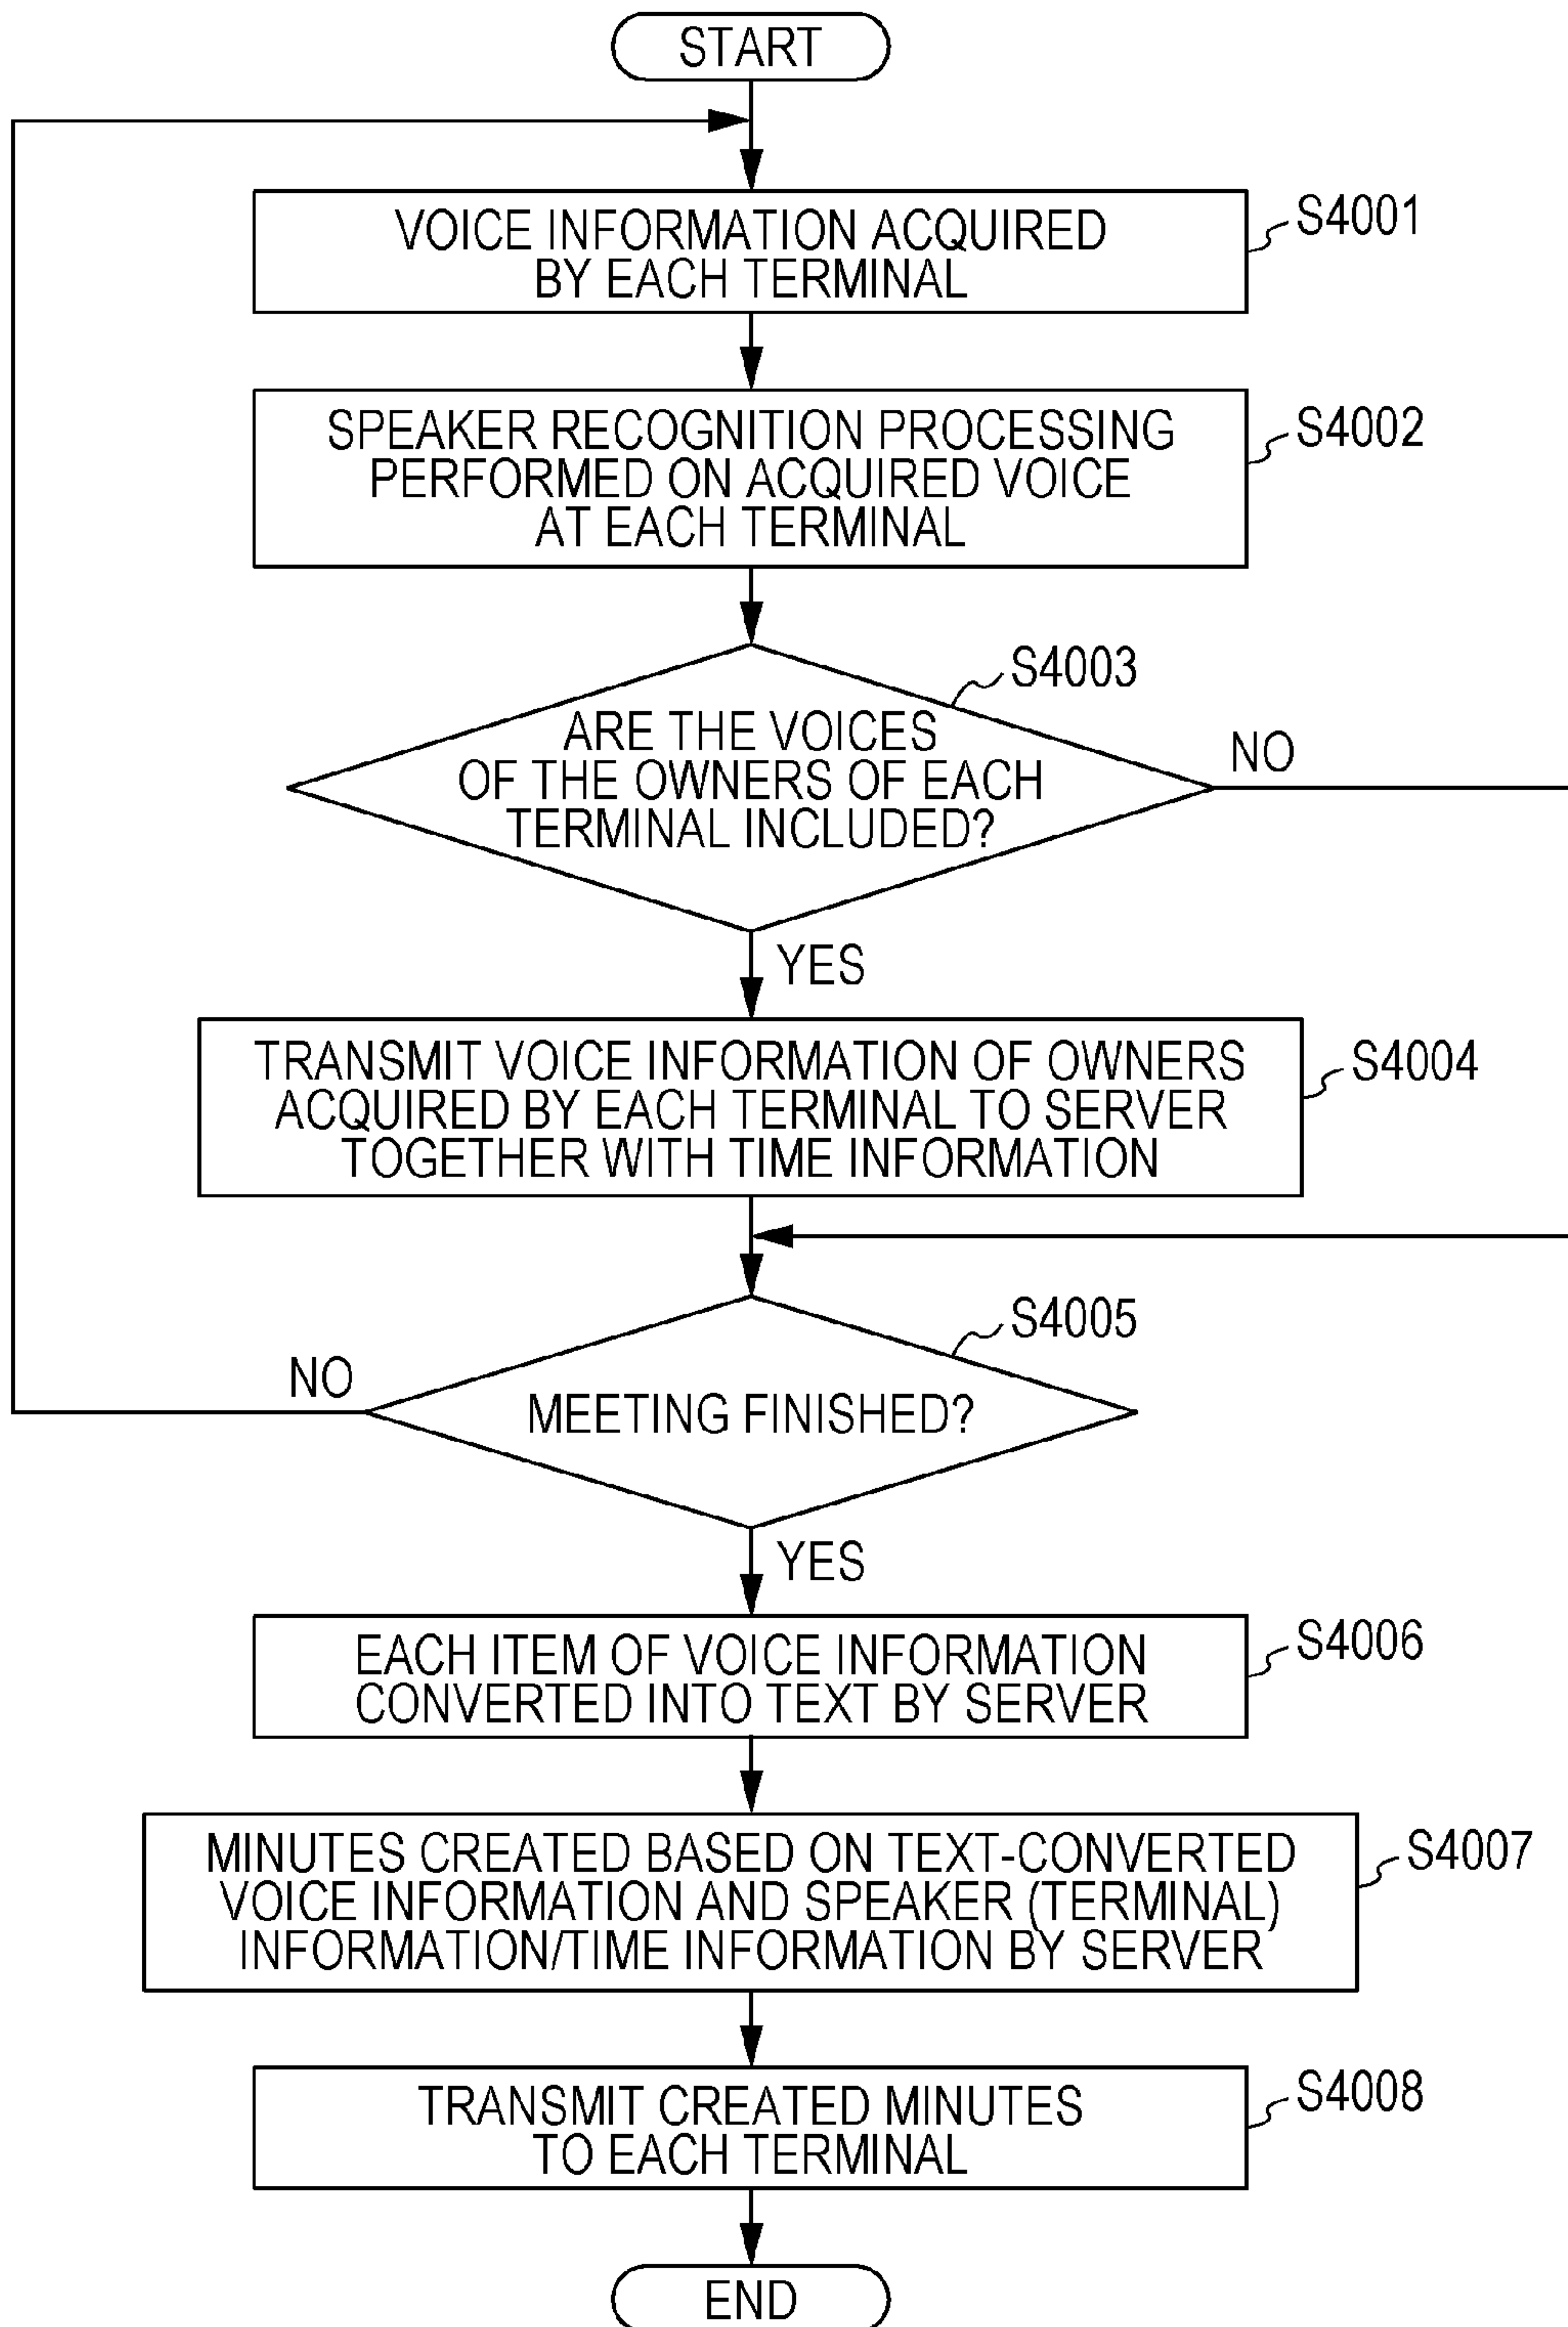 START
VOICE INFORMATION ACQUIRED
BY EACH TERMINAL
S4001
SPEAKER RECOGNITION PROCESSING
PERFORMED ON ACQUIRED VOICE
AT EACH TERMINAL
S4002
S4003
ARE THE VOICES
OF THE OWNERS OF EACH
TERMINAL INCLUDED?
NO
YES
TRANSMIT VOICE INFORMATION OF OWNERS
ACQUIRED BY EACH TERMINAL TO SERVER
TOGETHER WITH TIME INFORMATION
S4004
S4005
NO
MEETING FINISHED?
YES
EACH ITEM OF VOICE INFORMATION
CONVERTED INTO TEXT BY SERVER
S4006
MINUTES CREATED BASED ON TEXT-CONVERTED
VOICE INFORMATION AND SPEAKER (TERMINAL)
INFORMATION/TIME INFORMATION BY SERVER
S4007
TRANSMIT CREATED MINUTES
TO EACH TERMINAL
S4008
END